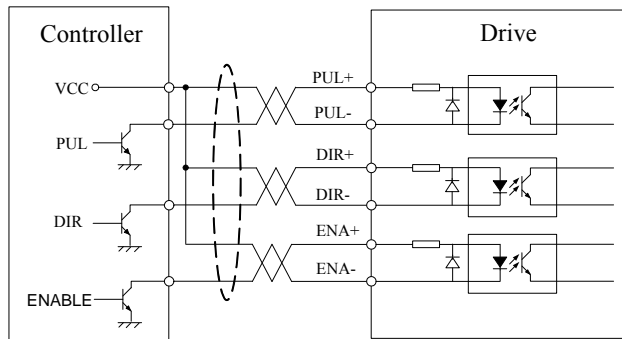 Controller
Drive
VCC
PUL+
PUL-
PUL
DIR+
DIR-
DIR
ENA+
ENA-
ENABLE